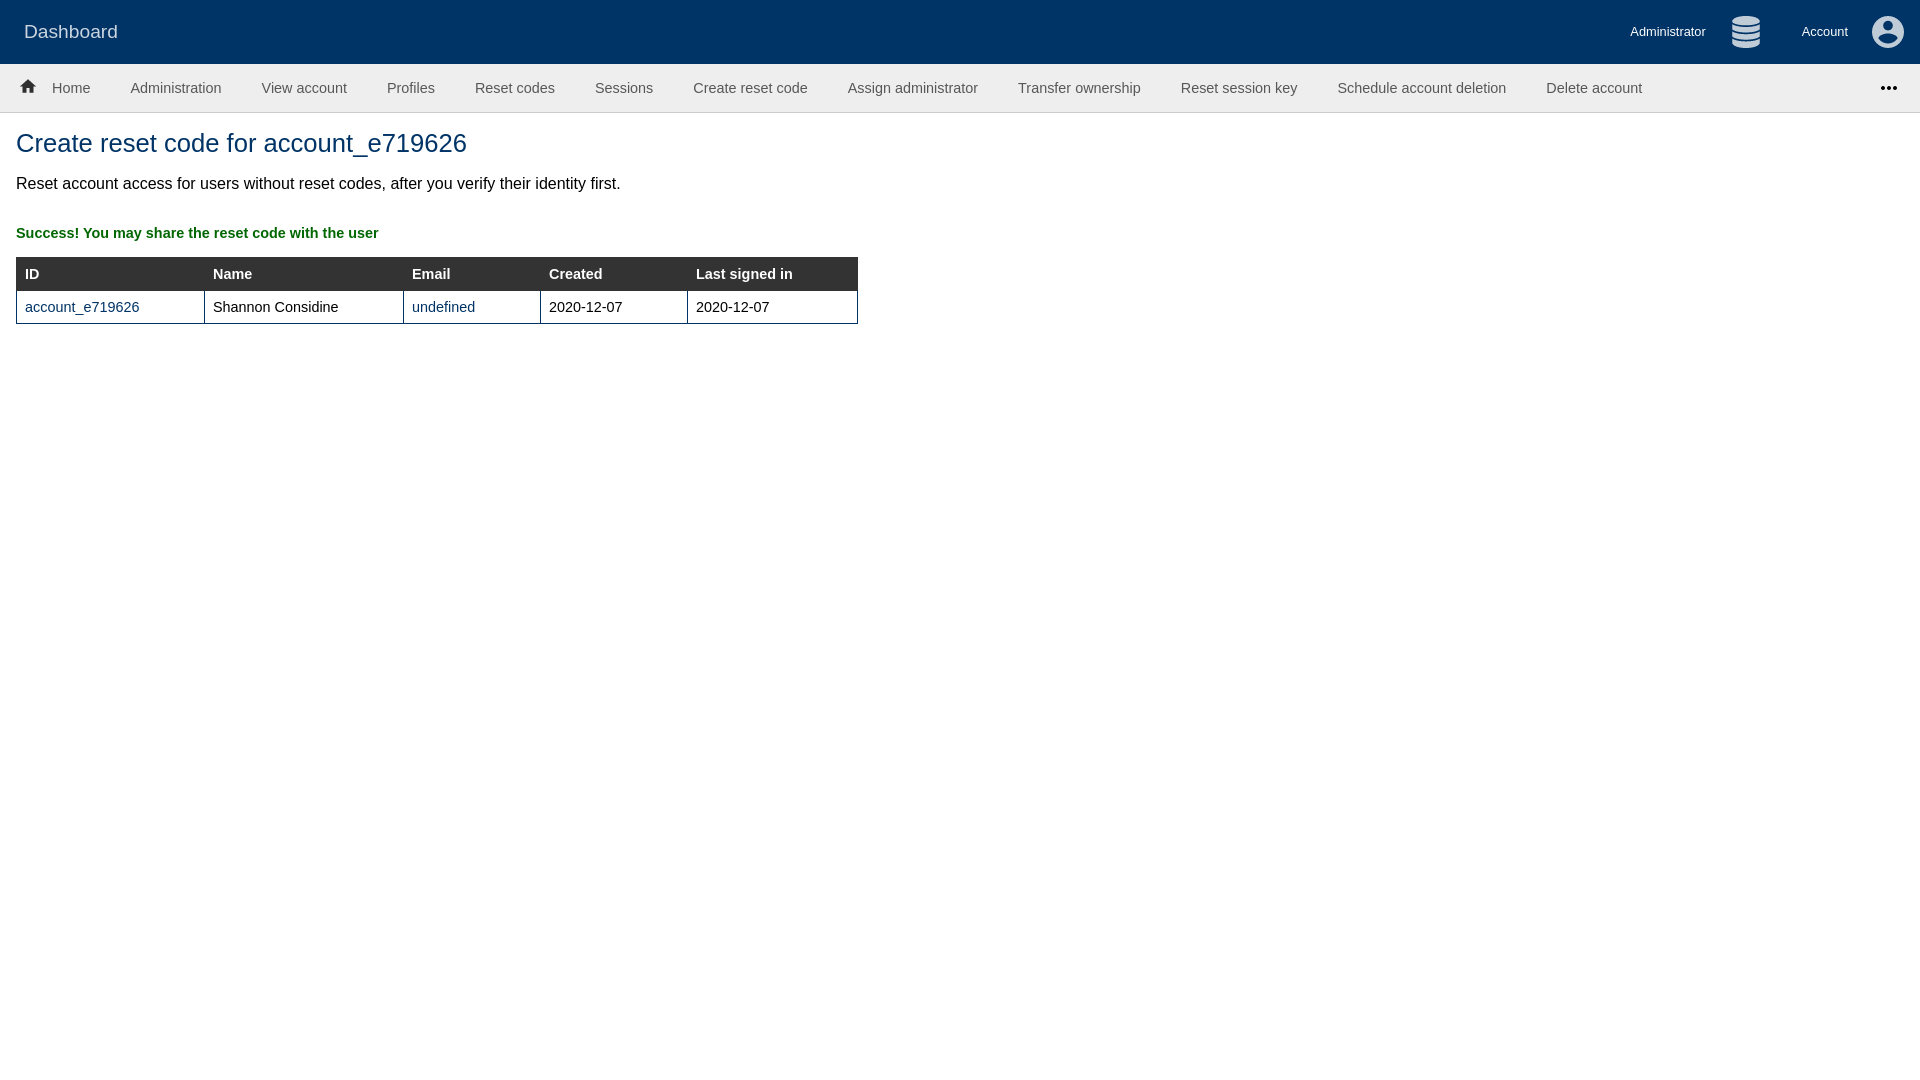 Dashboard
Administrator
Account
Home Administration View account Profiles Reset codes Sessions Create reset code Assign administrator Transfer ownership Reset session key Schedule account deletion Delete account
Create reset code for account_e719626
Reset account access for users without reset codes, after you verify their identity first.
Success! You may share the reset code with the user
ID Name Email Created Last signed in
account_e719626 Shannon Considine undefined 2020-12-07 2020-12-07